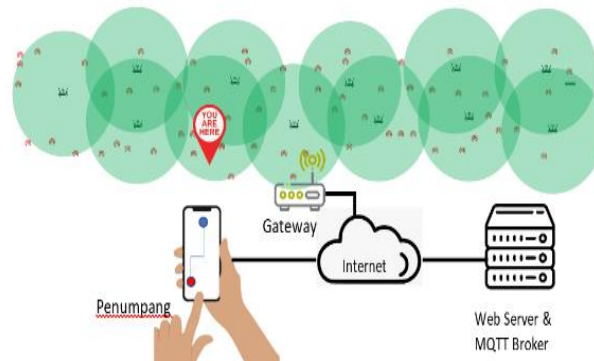 YOU
ARE
HERE
Gateway
Internet
Penumpang
Web Server &
MQTT Broker